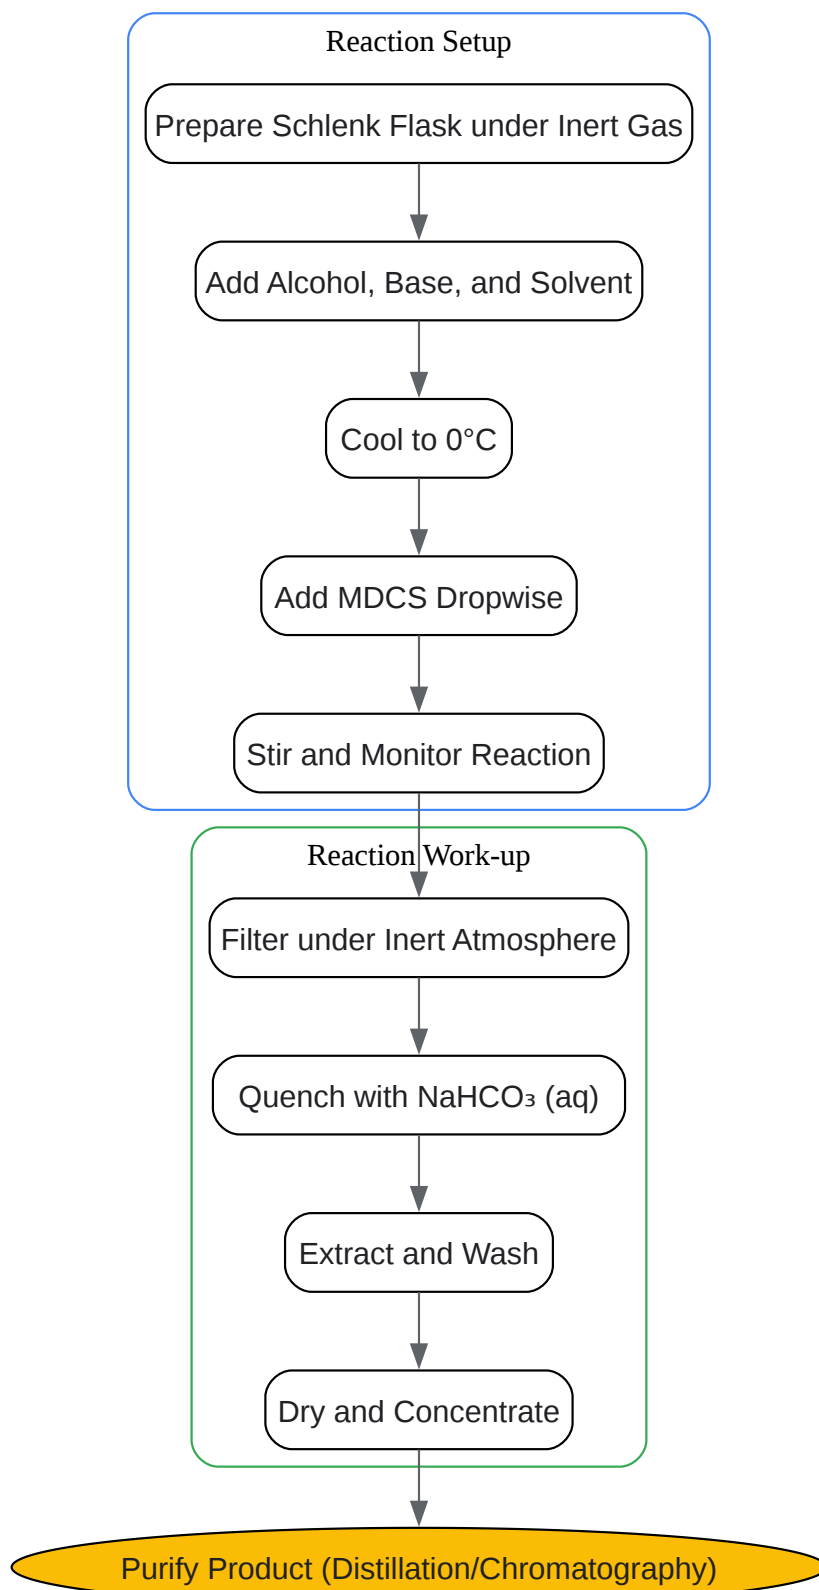 Reaction Setup
Prepare Schlenk Flask under Inert Gas
Add Alcohol, Base, and Solvent
Cool to 0°C
Add MDCS Dropwise
Stir and Monitor Reaction
Reaction Work-up
Filter under Inert Atmosphere
Quench with NaHCO₃ (aq)
Extract and Wash
Dry and Concentrate
Purify Product (Distillation/Chromatography)